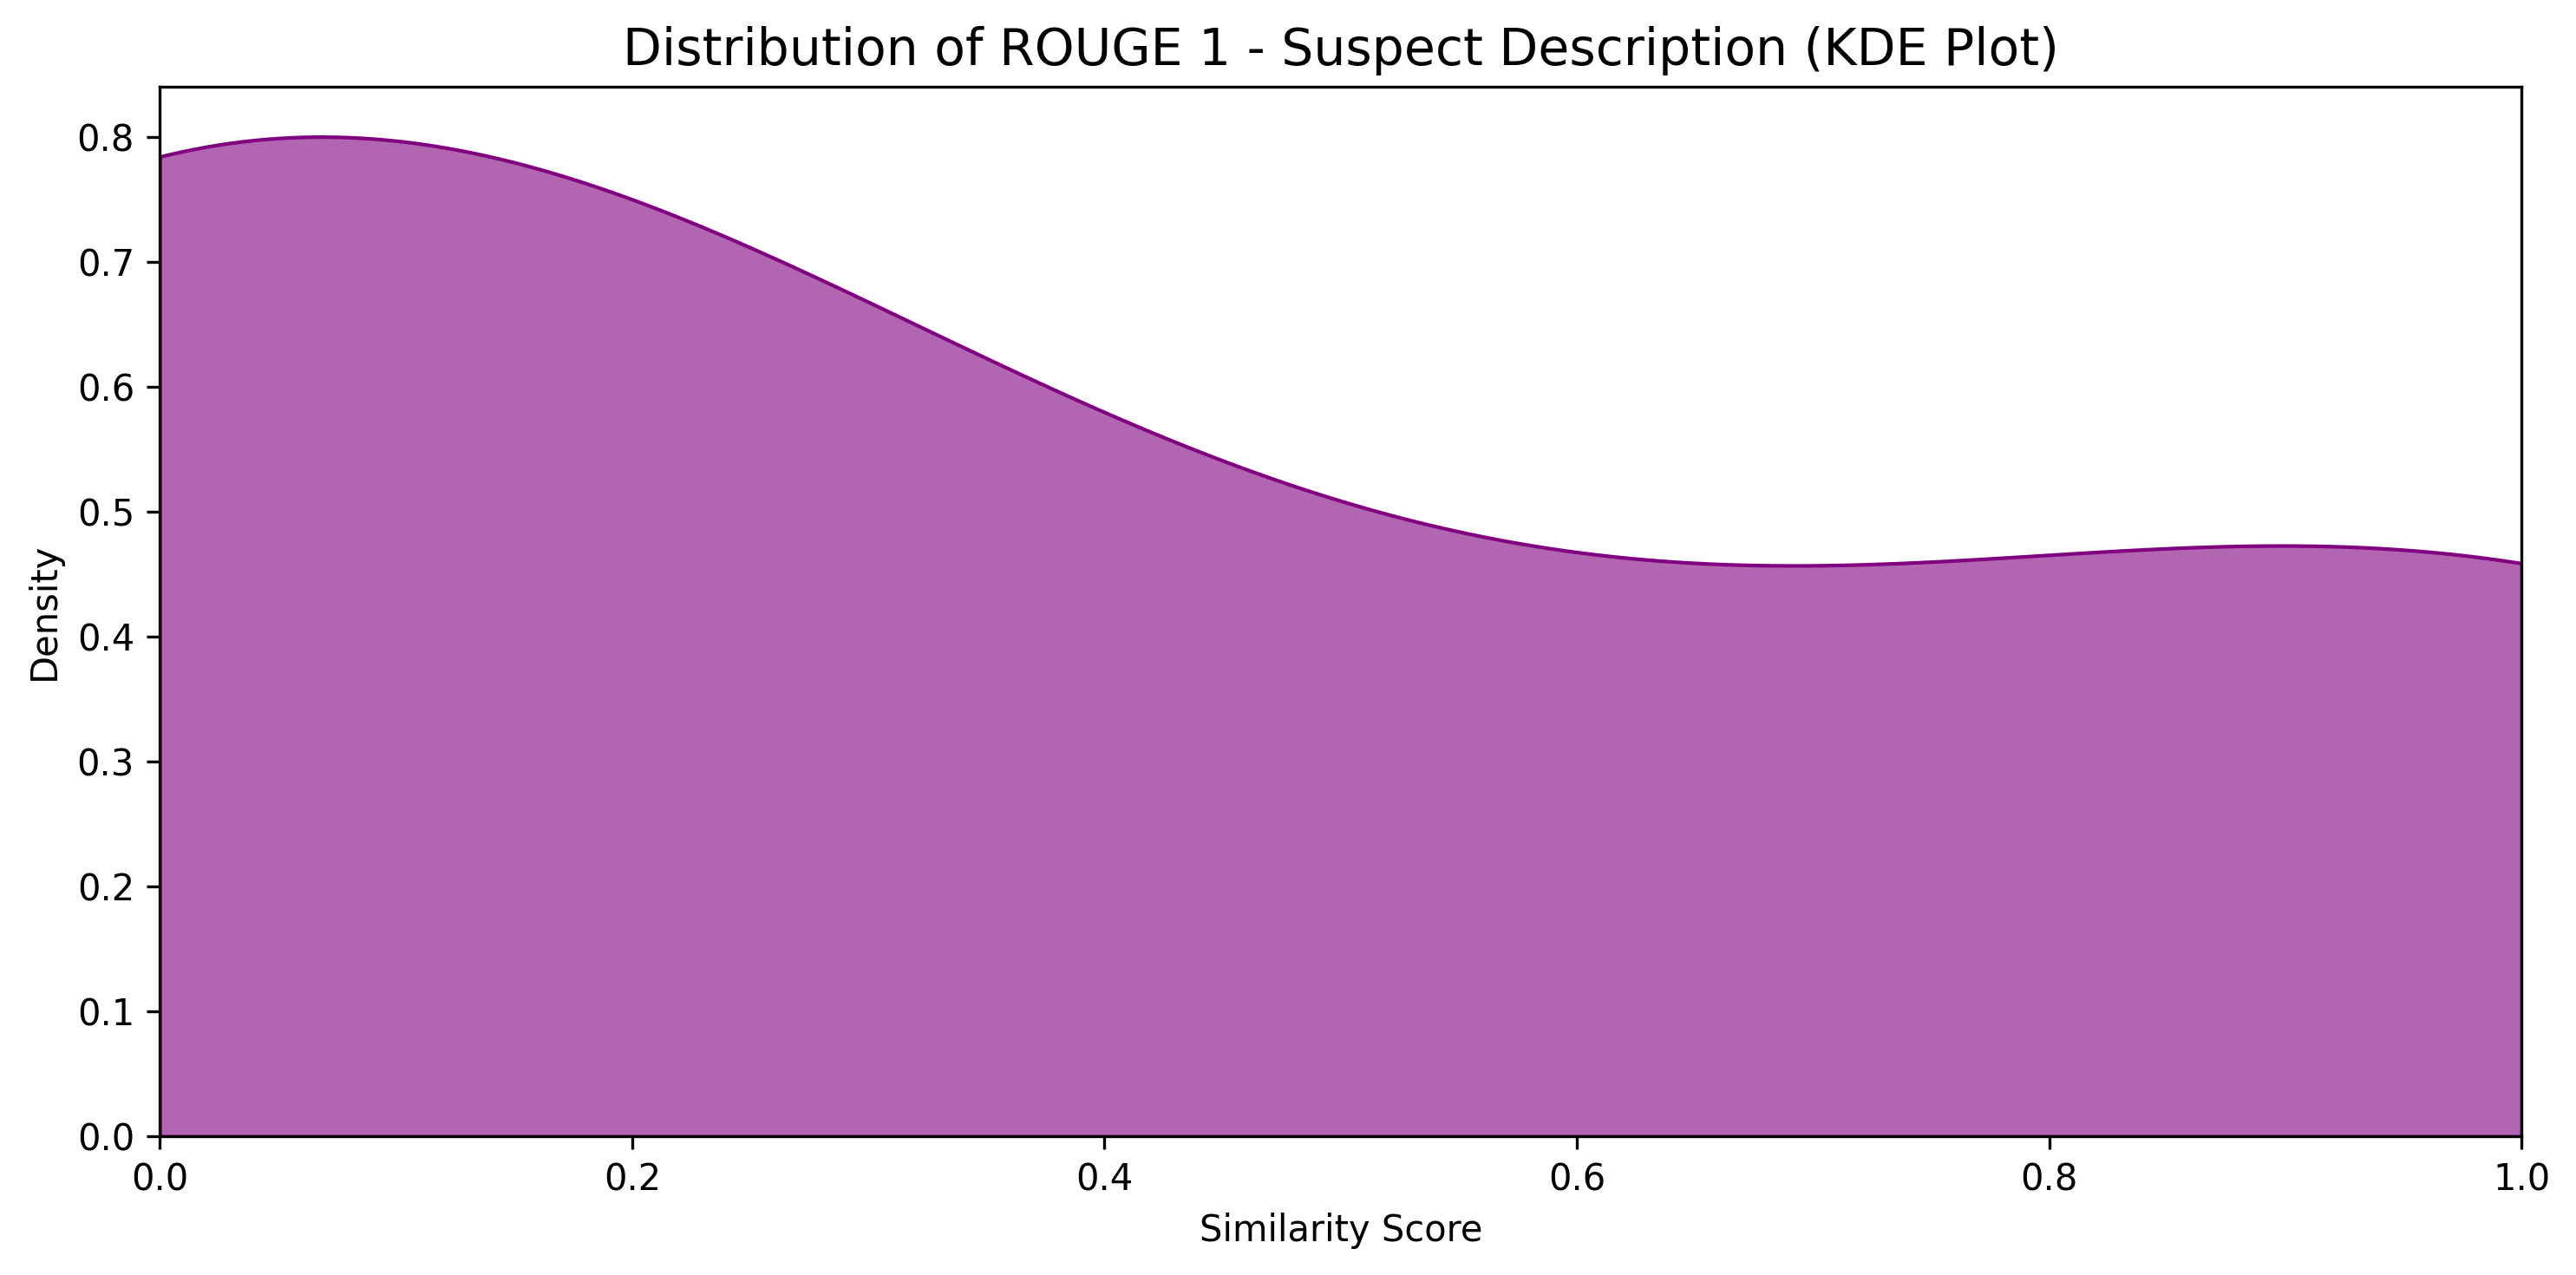 Distribution of ROUGE 1 - Suspect Description (KDE Plot)
0.8
0.7
0.6
0.5
0.4
0.3
0.2
0.1
0.0
Density
0.0 0.2 0.4 0.6 0.8 1.0
Similarity Score